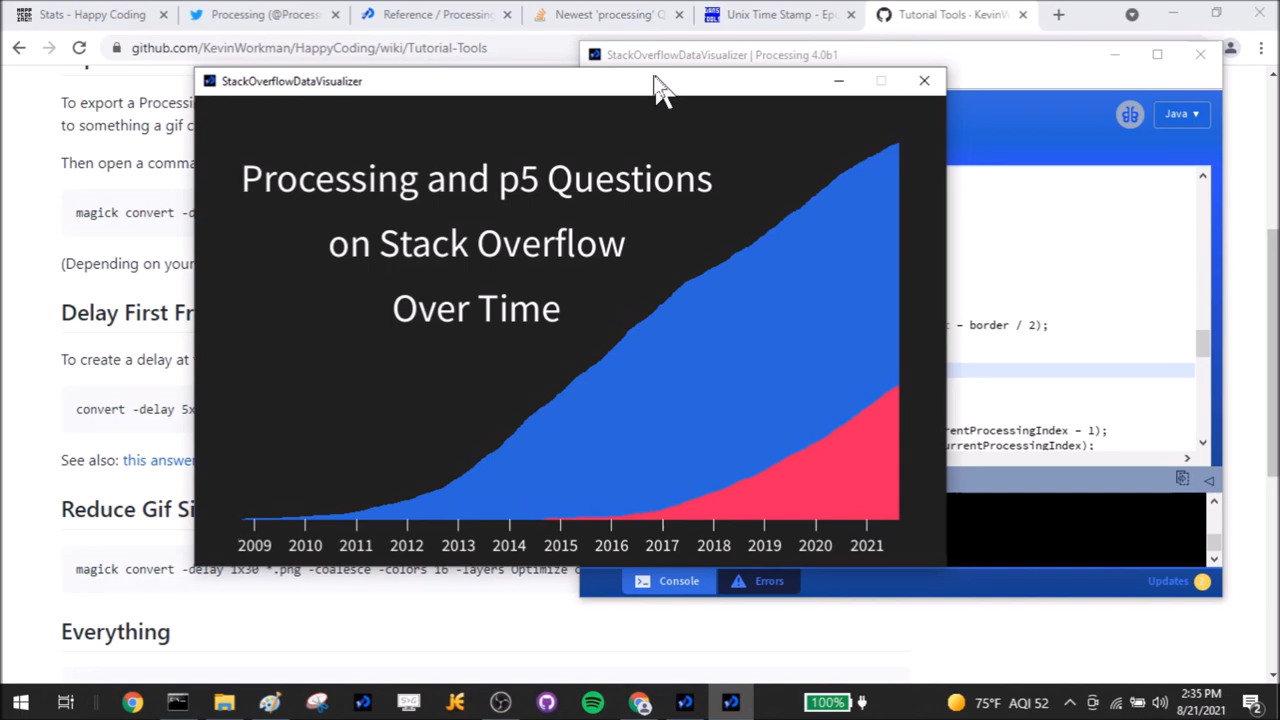 Stats - Happy Coding
Processing (@Process
Reference / Processing
Newest 'processing' Q
Unix Time Stamp - Epo
Tutorial Tools - KevinW
github.com/KevinWorkman/HappyCoding/wiki/Tutorial-Tools
StackOverflowDataVisualizer | Processing 4.0b1
StackOverflowDataVisualizer
Java
To export a Processin
to something a gif c
Then open a comma
magick convert -d
(Depending on your
Delay First Fr
To create a delay at
convert -delay 5x
See also: this answer
Reduce Gif Si
magick convert -delay 1x30 *.png -coalesce -colors 16 -layers Optimize
Everything
Processing and p5 Questions
on Stack Overflow
Over Time
2009 2010 2011 2012 2013 2014 2015 2016 2017 2018 2019 2020 2021
- border / 2);
rentProcessingIndex - 1);
urrentProcessingIndex);
Console
Errors
Updates 2
100%
75°F AQI 52
2:35 PM
8/21/2021
2